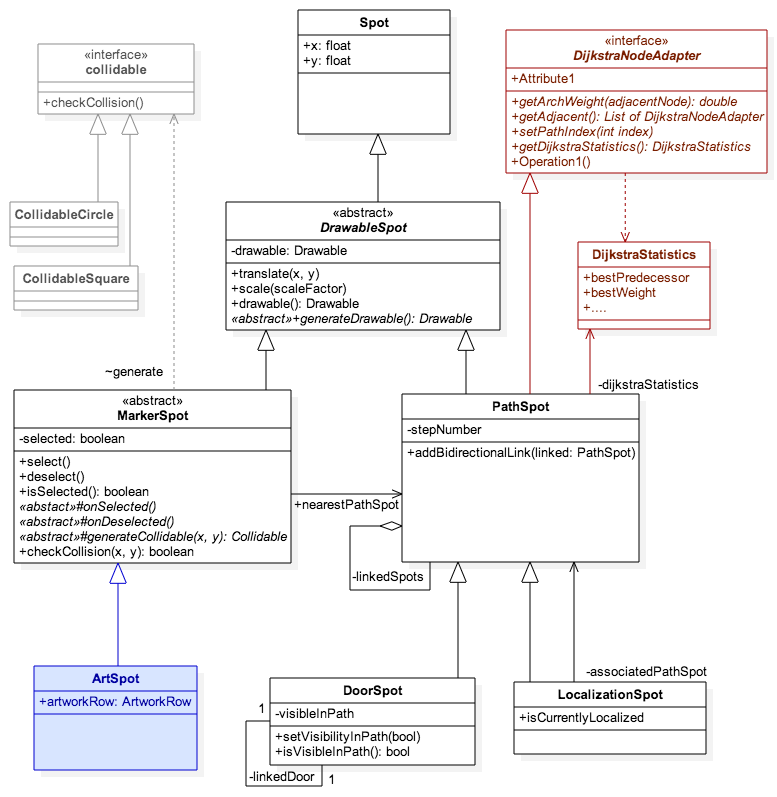 Spot
+x: float
+y: float
«interface»
collidable
+checkCollision()
«interface»
DijkstraNodeAdapter
+Attribute1
+getArchWeight(adjacentNode): double
+getAdjacent(): List of DijkstraNodeAdapter
+setPathIndex(int index)
+getDijkstraStatistics(): DijkstraStatistics
+Operation1()
CollidableCircle
CollidableSquare
«abstract»
DrawableSpot
-drawable: Drawable
+translate(x, y)
+scale(scaleFactor)
+drawable(): Drawable
«abstract»+generateDrawable(): Drawable
DijkstraStatistics
+bestPredecessor
+bestWeight
+....
~generate
-dijkstraStatistics
«abstract»
MarkerSpot
-selected: boolean
+select()
+deselect()
+isSelected(): boolean
«abstact»#onSelected()
«abstact»#onDeselected()
«abstract»#generateCollidable(x, y): Collidable
+checkCollision(x, y): boolean
PathSpot
-stepNumber
+addBidirectionalLink(linked: PathSpot)
+nearestPathSpot
-linkedSpots
ArtSpot
+artworkRow: ArtworkRow
DoorSpot
-visibleInPath
+setVisibilityInPath(bool)
+isVisibleInPath(): bool
1
-linkedDoor
1
-associatedPathSpot
LocalizationSpot
+isCurrentlyLocalized